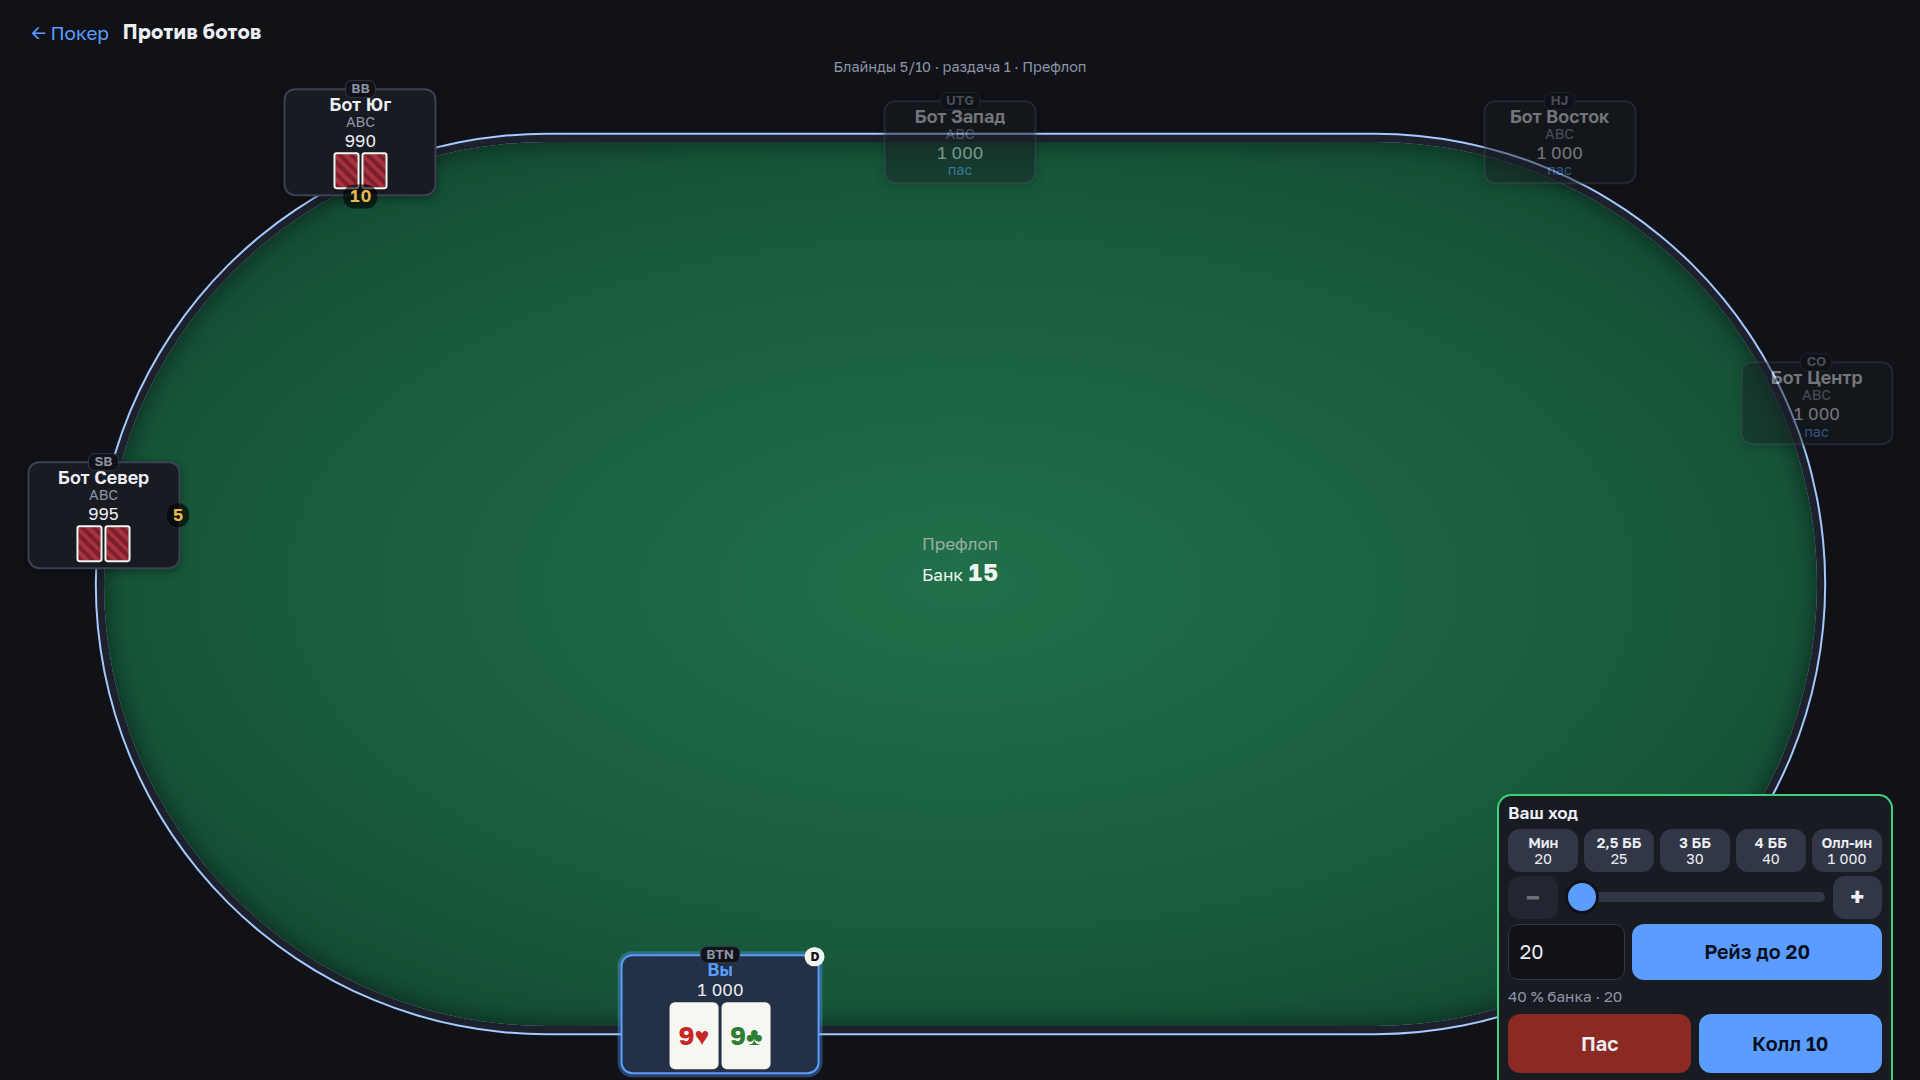 ← Покер Против ботов
Блайнды 5/10 · раздача 1 · Префлоп
BB
Бот Юг
ABC
990
10
UTG
Бот Запад
ABC
1 000
пас
HJ
Бот Восток
ABC
1 000
пас
CO
Бот Центр
ABC
1 000
пас
SB
Бот Север
ABC
995
5
Префлоп
Банк 15
BTN
D
Вы
1 000
9♥ 9♣
Ваш ход
Мин 2,5 ББ 3 ББ 4 ББ Олл-ин
20 25 30 40 1 000
− +
20 Рейз до 20
40 % банка · 20
Пас Колл 10